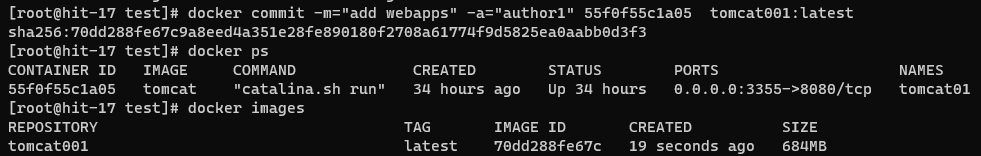 [root@hit-17 test]# docker commit -m="add webapps" -a="author1" 55f0f55c1a05  tomcat001:latest
sha256:70dd288fe67c9a8eed4a351e28fe890180f2708a61774f9d5825ea0aabb0d3f3
[root@hit-17 test]# docker ps
CONTAINER ID   IMAGE     COMMAND             CREATED        STATUS        PORTS                    NAMES
55f0f55c1a05   tomcat    "catalina.sh run"   34 hours ago   Up 34 hours   0.0.0.0:3355->8080/tcp   tomcat01
[root@hit-17 test]# docker images
REPOSITORY                                TAG       IMAGE ID       CREATED          SIZE
tomcat001                                 latest    70dd288fe67c   19 seconds ago   684MB